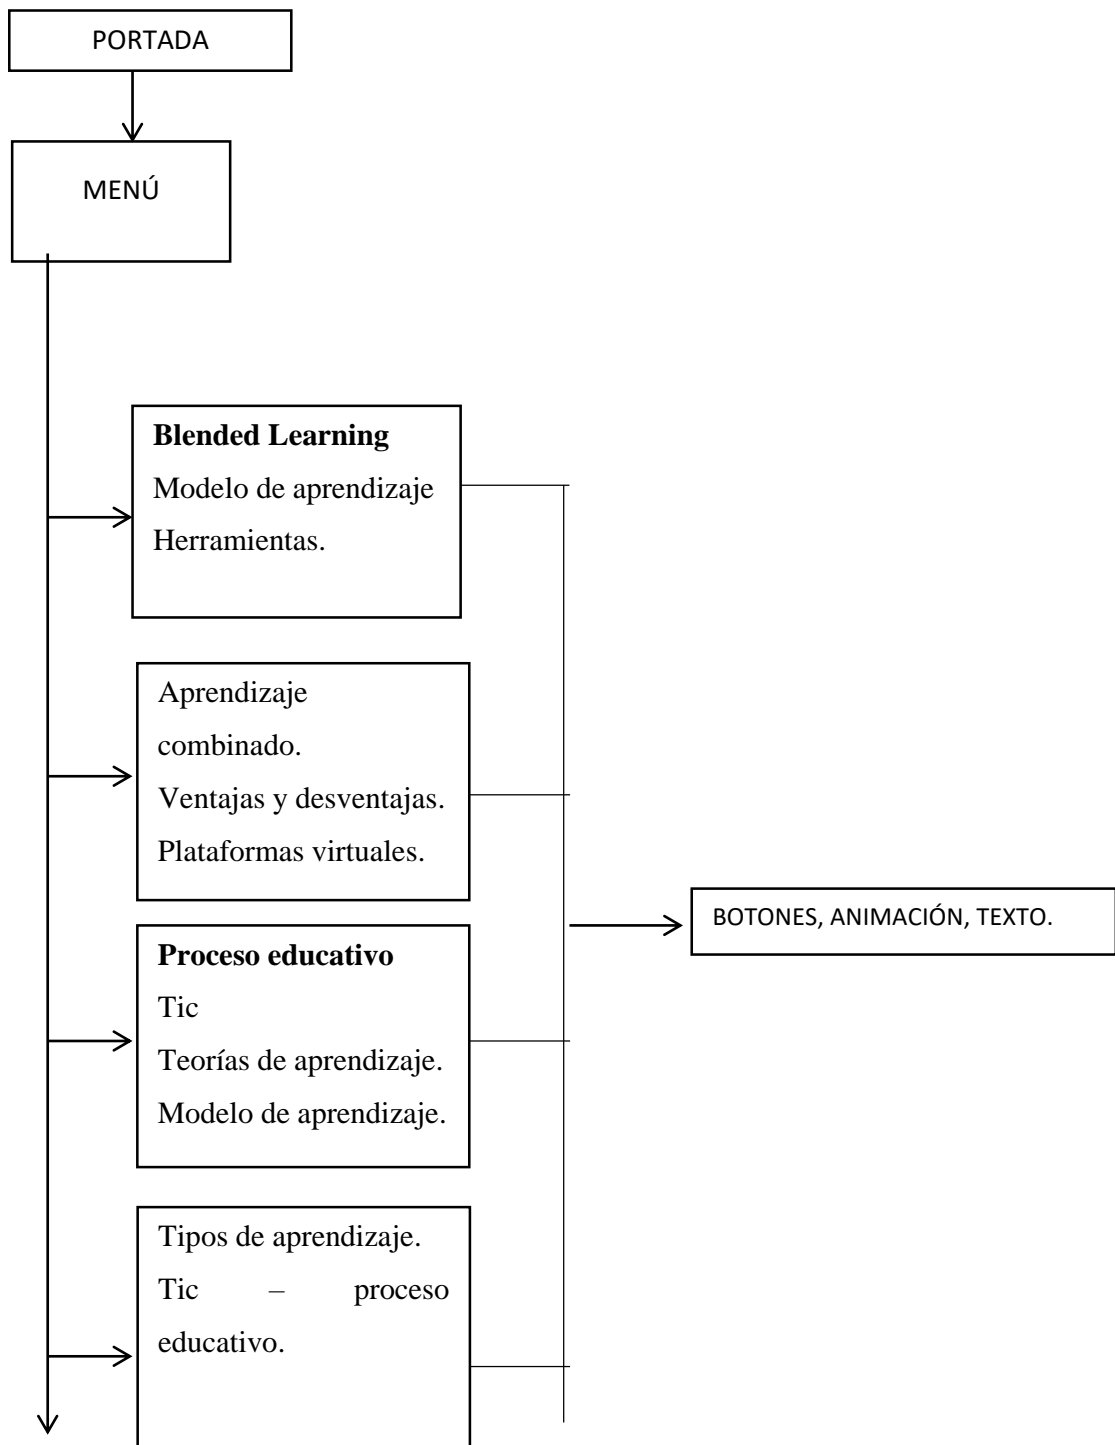 PORTADA
MENÚ
Blended Learning
Modelo de aprendizaje
Herramientas.
Aprendizaje
combinado.
Ventajas y desventajas.
Plataformas virtuales.
BOTONES, ANIMACIÓN, TEXTO.
Proceso educativo
Tic
Teorías de aprendizaje.
Modelo de aprendizaje.
Tipos de aprendizaje.
Tic – proceso
educativo.